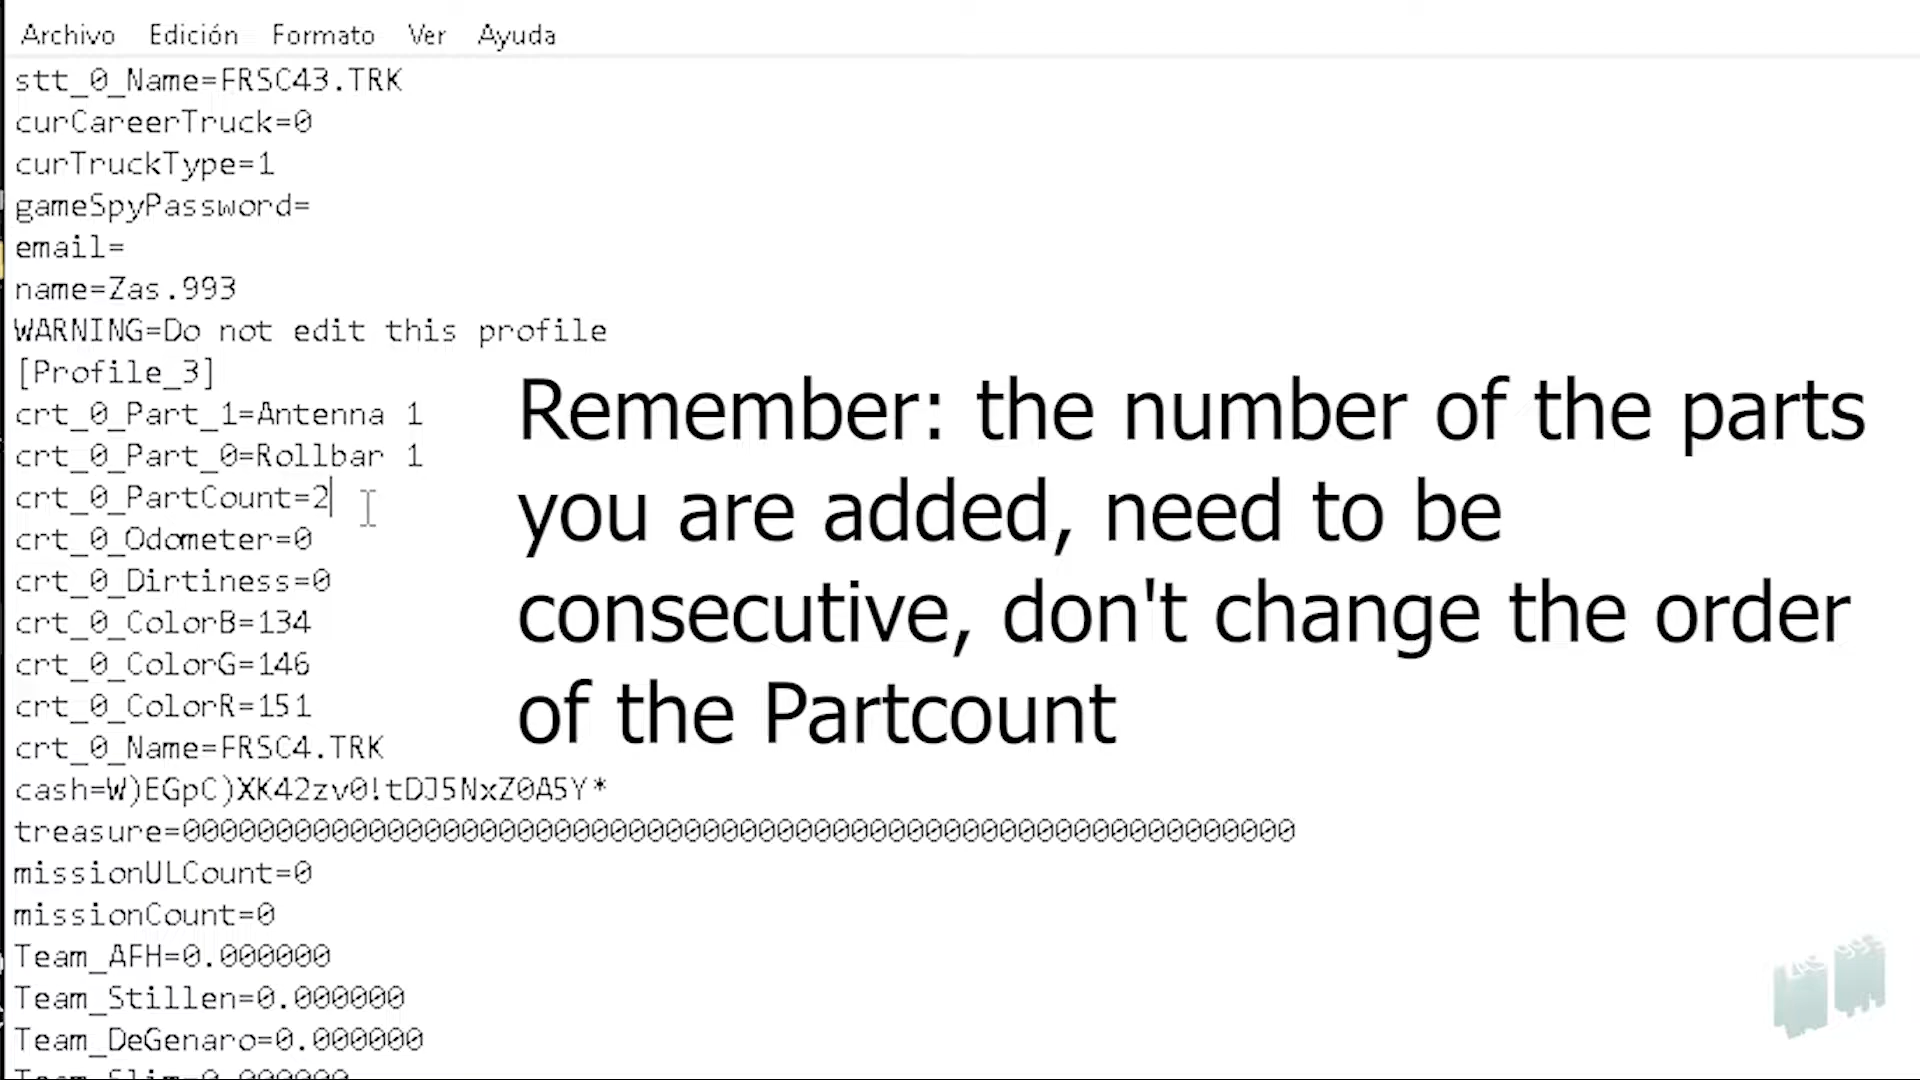 Archivo Edición Formato Ver Ayuda
stt_0_Name=FRSC43.TRK
curCareerTruck=0
curTruckType=1
gameSpyPassword=
email=
name=Zas.993
WARNING=Do not edit this profile
[Profile_3]
crt_0_Part_1=Antenna 1
crt_0_Part_0=Rollbar 1
crt_0_PartCount=2
crt_0_Odometer=0
crt_0_Dirtiness=0
crt_0_ColorB=134
crt_0_ColorG=146
crt_0_ColorR=151
crt_0_Name=FRSC4.TRK
cash=W)EGpC)XK42zv0!tDJ5NxZ0A5Y*
treasure=000000000000000000000000000000000000000000000000000000000000
missionULCount=0
missionCount=0
Team_AFH=0.000000
Team_Stillen=0.000000
Team_DeGenaro=0.000000
Team_Slim=0.000000
Remember: the number of the parts
you are added, need to be
consecutive, don't change the order
of the Partcount